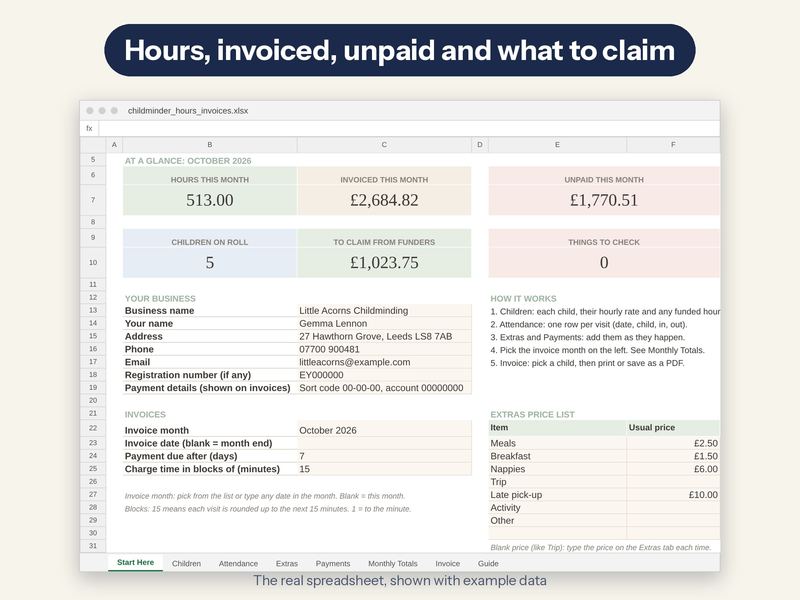 Hours, invoiced, unpaid and what to claim
childminder_hours_invoices.xlsx
fx
A B C D E F
5 AT A GLANCE: OCTOBER 2026
6 HOURS THIS MONTH INVOICED THIS MONTH UNPAID THIS MONTH
7 513.00 £2,684.82 £1,770.51
8
9 CHILDREN ON ROLL TO CLAIM FROM FUNDERS THINGS TO CHECK
10 5 £1,023.75 0
11
12 YOUR BUSINESS HOW IT WORKS
13 Business name Little Acorns Childminding 1. Children: each child, their hourly rate and any funded hour
14 Your name Gemma Lennon 2. Attendance: one row per visit (date, child, in, out).
15 Address 27 Hawthorn Grove, Leeds LS8 7AB 3. Extras and Payments: add them as they happen.
16 Phone 07700 900481 4. Pick the invoice month on the left. See Monthly Totals.
17 Email littleacorns@example.com 5. Invoice: pick a child, then print or save as a PDF.
18 Registration number (if any) EY000000
19 Payment details (shown on invoices) Sort code 00-00-00, account 00000000
20
21 INVOICES EXTRAS PRICE LIST
22 Invoice month October 2026 Item Usual price
23 Invoice date (blank = month end) Meals £2.50
24 Payment due after (days) 7 Breakfast £1.50
25 Charge time in blocks of (minutes) 15 Nappies £6.00
26 Trip
27 Invoice month: pick from the list or type any date in the month. Blank = this month. Late pick-up £10.00
28 Blocks: 15 means each visit is rounded up to the next 15 minutes. 1 = to the minute. Activity
29 Other
30
31 Blank price (like Trip): type the price on the Extras tab each time.
Start Here Children Attendance Extras Payments Monthly Totals Invoice Guide
The real spreadsheet, shown with example data